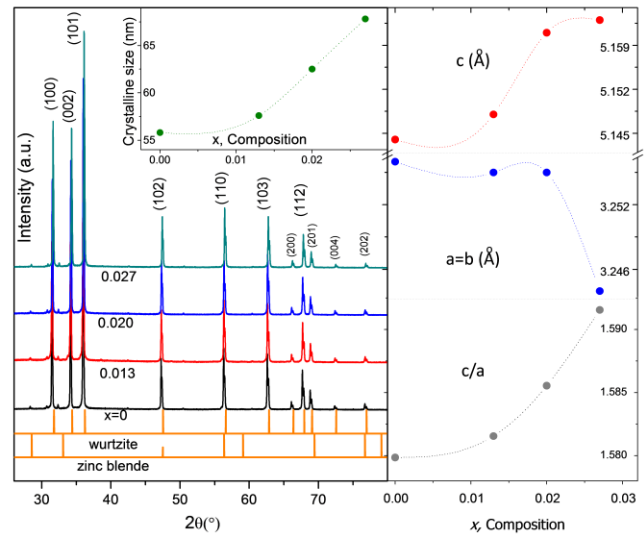 Intensity (a.u.)
(100)
(002)
(101)
(102)
(110)
(103)
(200)
(112)
(201)
(004)
(202)
0.027
0.020
0.013
x=0
wurtzite
zinc blende
30 40 50 60 70
2θ(°)
Crystalline size (nm)
65
60
55
0.00 0.01 0.02
x, Composition
c (Å)
5.159
5.152
5.145
a=b (Å)
3.252
3.246
c/a
1.590
1.585
1.580
0.00 0.01 0.02 0.03
x, Composition